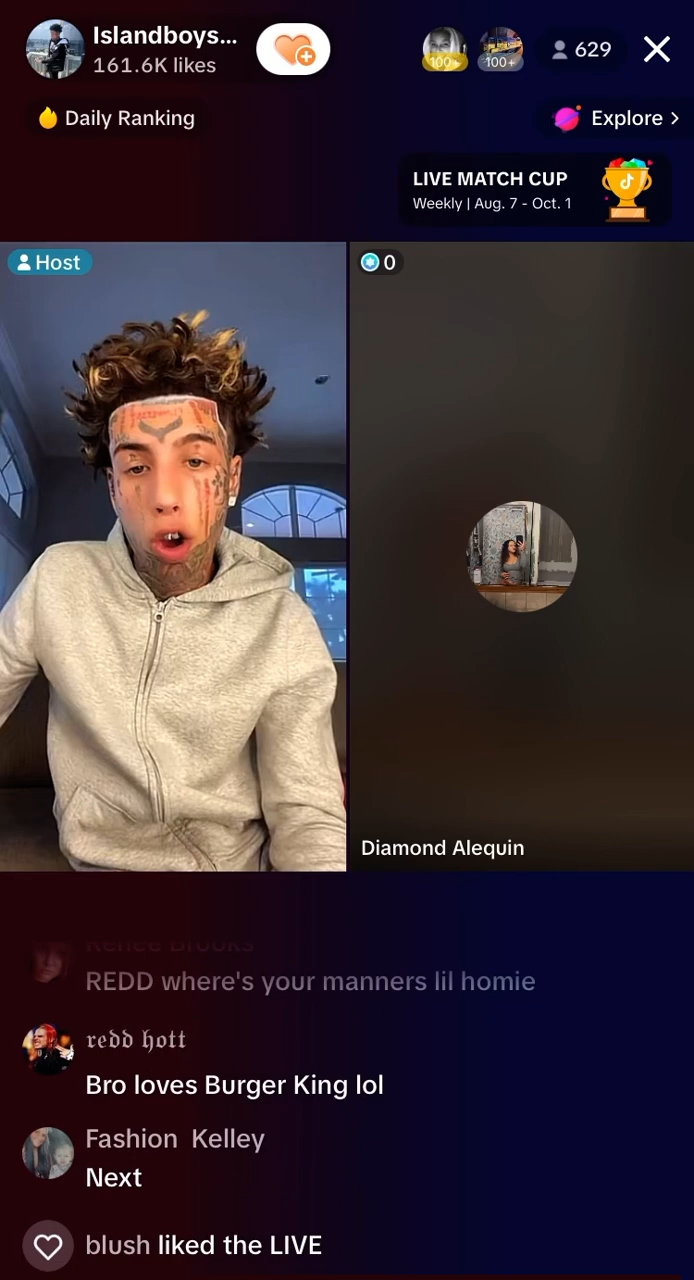 Islandboys...
161.6K likes
100+
100+
629
Daily Ranking
Explore
LIVE MATCH CUP
Weekly | Aug. 7 - Oct. 1
Host
0
Diamond Alequin
Renee Brooks
REDD where's your manners lil homie
𝔯𝔢𝔡𝔡 𝔥𝔬𝔱𝔱
Bro loves Burger King lol
Fashion Kelley
Next
blush liked the LIVE